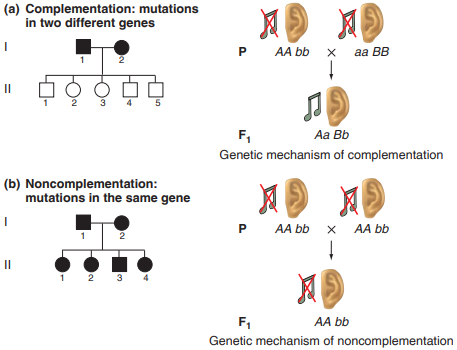 (a) Complementation: mutations
in two different genes
I
1 2
II
1 2 3 4 5
P AA bb × aa BB
F1 Aa Bb
Genetic mechanism of complementation
(b) Noncomplementation:
mutations in the same gene
I
1 2
II
1 2 3 4
P AA bb × AA bb
F1 AA bb
Genetic mechanism of noncomplementation